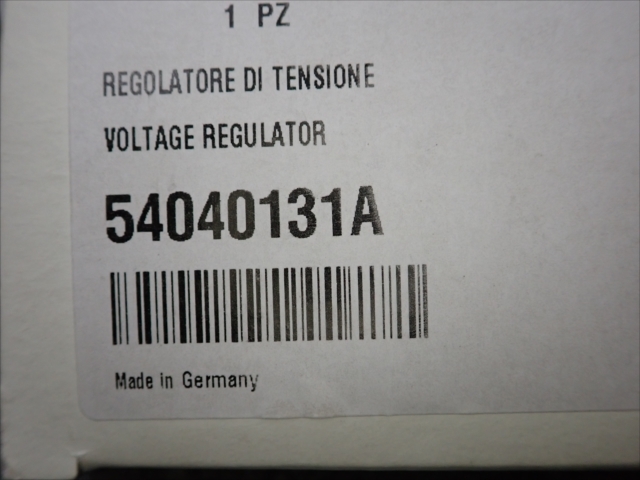 1 PZ
REGOLATORE DI TENSIONE
VOLTAGE REGULATOR
54040131A
Made in Germany